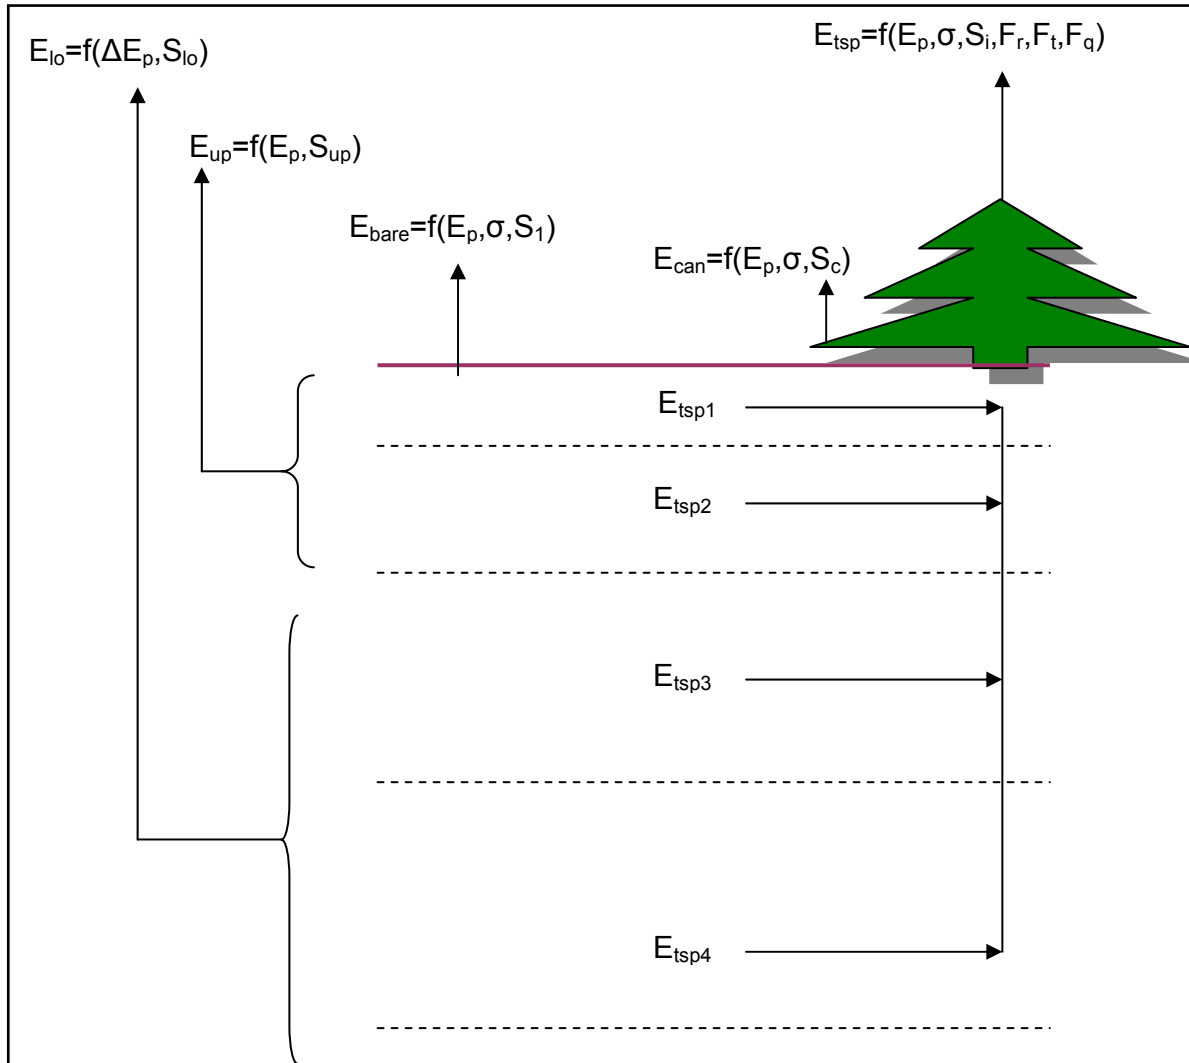 E_tsp=f(E_p,σ,S_i,F_r,F_t,F_q)
E_lo=f(ΔE_p,S_lo)
E_up=f(E_p,S_up)
E_bare=f(E_p,σ,S_1)
E_can=f(E_p,σ,S_c)
E_tsp1
E_tsp2
E_tsp3
E_tsp4